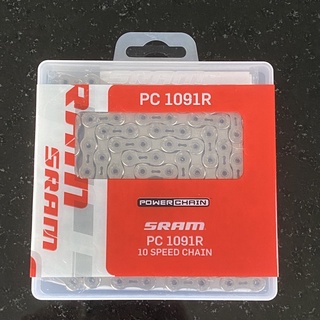 PC 1091R
SRAM
POWERCHAIN
SRAM
PC 1091R
10 SPEED CHAIN